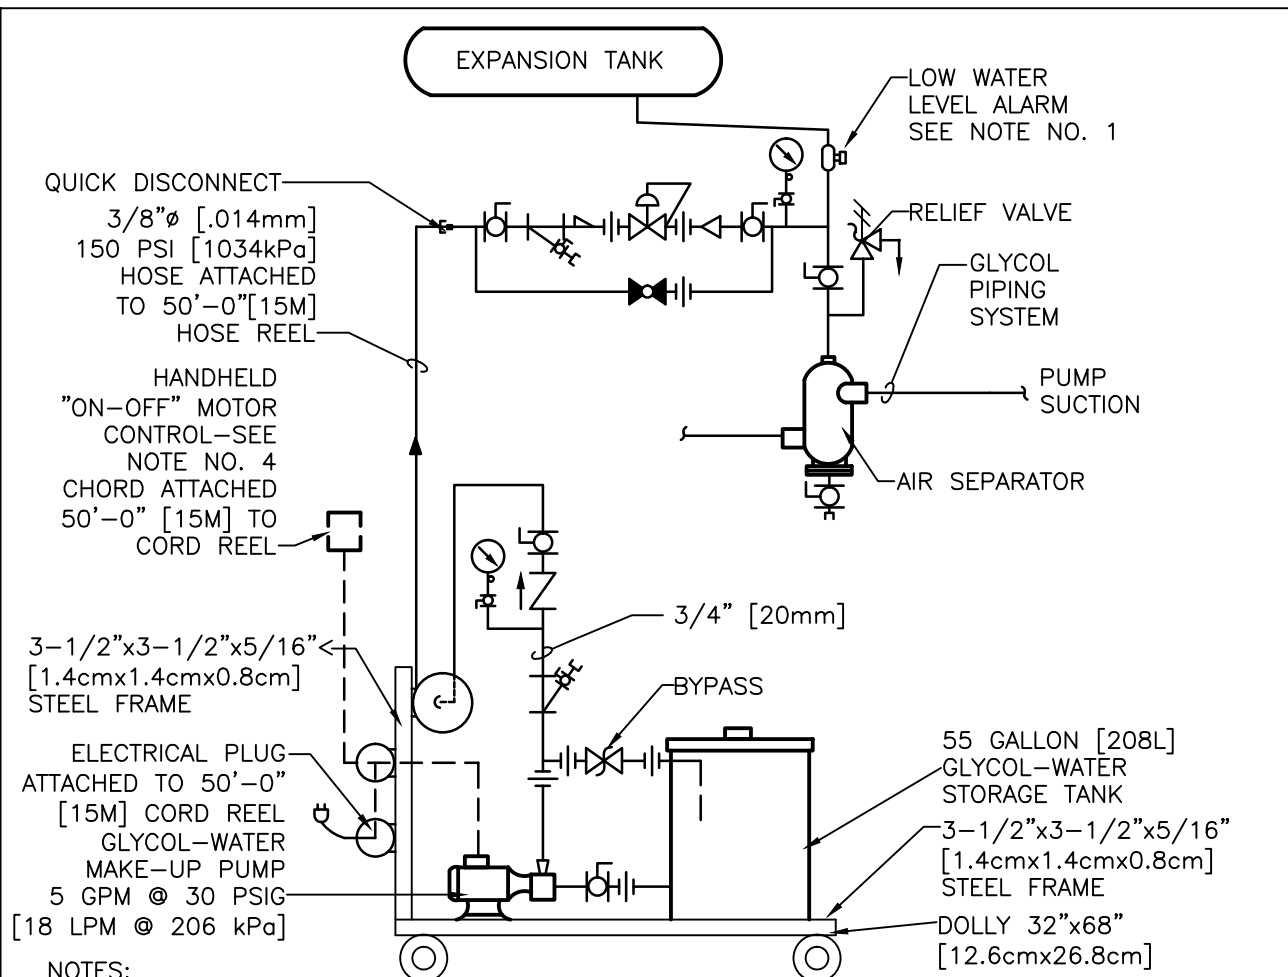 EXPANSION TANK
LOW WATER
LEVEL ALARM
SEE NOTE NO. 1
QUICK DISCONNECT
3/8"ø [.014mm]
150 PSI [1034kPa]
HOSE ATTACHED
TO 50'-0"[15M]
HOSE REEL
RELIEF VALVE
GLYCOL
PIPING
SYSTEM
PUMP
SUCTION
AIR SEPARATOR
HANDHELD
"ON-OFF" MOTOR
CONTROL-SEE
NOTE NO. 4
CHORD ATTACHED
50'-0" [15M] TO
CORD REEL
3/4" [20mm]
3-1/2"x3-1/2"x5/16"
[1.4cmx1.4cmx0.8cm]
STEEL FRAME
BYPASS
ELECTRICAL PLUG
ATTACHED TO 50'-0"
[15M] CORD REEL
GLYCOL-WATER
MAKE-UP PUMP
5 GPM @ 30 PSIG
[18 LPM @ 206 kPa]
55 GALLON [208L]
GLYCOL-WATER
STORAGE TANK
3-1/2"x3-1/2"x5/16"
[1.4cmx1.4cmx0.8cm]
STEEL FRAME
DOLLY 32"x68"
[12.6cmx26.8cm]
NOTES: